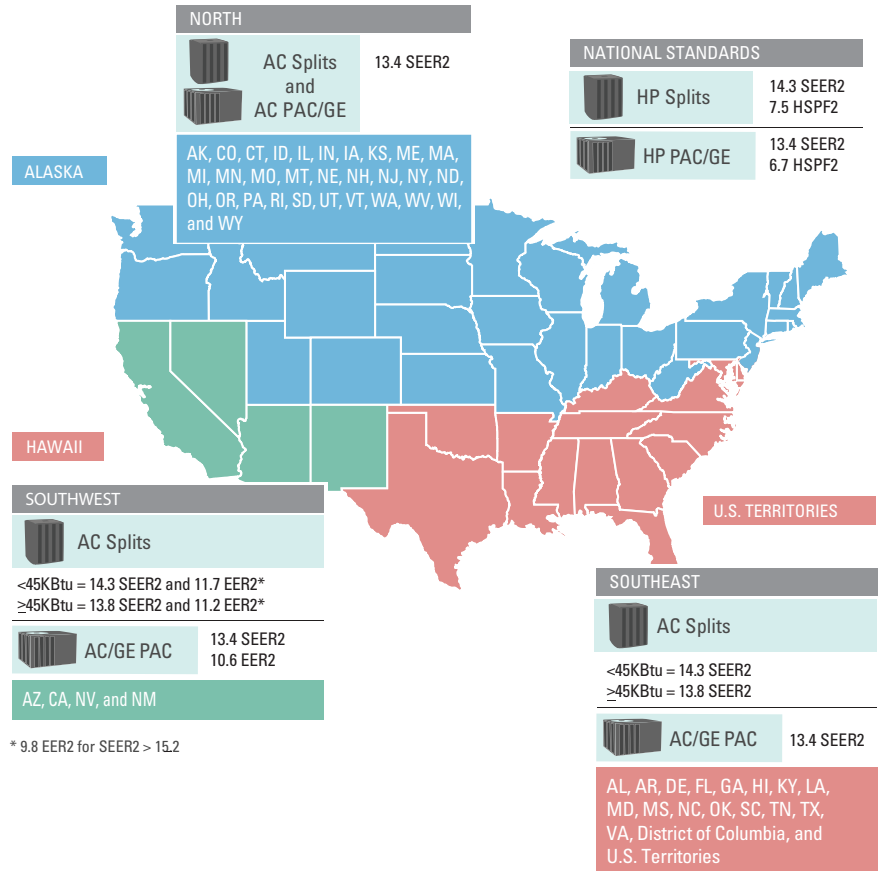 NORTH
AC Splits
and
AC PAC/GE
13.4 SEER2
AK, CO, CT, ID, IL, IN, IA, KS, ME, MA,
MI, MN, MO, MT, NE, NH, NJ, NY, ND,
OH, OR, PA, RI, SD, UT, VT, WA, WV, WI,
and WY
NATIONAL STANDARDS
HP Splits
14.3 SEER2
7.5 HSPF2
HP PAC/GE
13.4 SEER2
6.7 HSPF2
ALASKA
HAWAII
SOUTHWEST
AC Splits
<45KBtu = 14.3 SEER2 and 11.7 EER2*
≥45KBtu = 13.8 SEER2 and 11.2 EER2*
AC/GE PAC
13.4 SEER2
10.6 EER2
AZ, CA, NV, and NM
* 9.8 EER2 for SEER2 > 15.2
U.S. TERRITORIES
SOUTHEAST
AC Splits
<45KBtu = 14.3 SEER2
≥45KBtu = 13.8 SEER2
AC/GE PAC
13.4 SEER2
AL, AR, DE, FL, GA, HI, KY, LA,
MD, MS, NC, OK, SC, TN, TX,
VA, District of Columbia, and
U.S. Territories